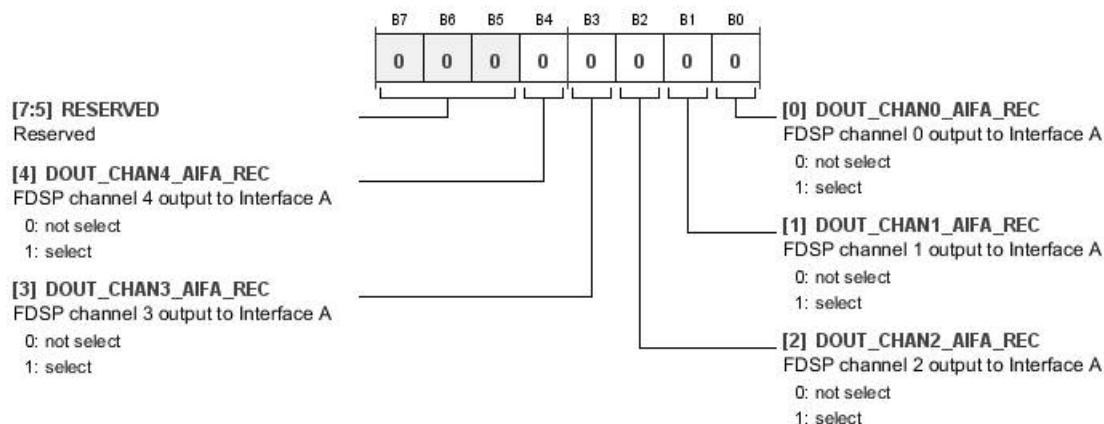 B7 B6 B5 B4 B3 B2 B1 B0
0 0 0 0 0 0 0 0
[7:5] RESERVED
Reserved
[4] DOUT_CHAN4_AIFA_REC
FDSP channel 4 output to Interface A
0: not select
1: select
[3] DOUT_CHAN3_AIFA_REC
FDSP channel 3 output to Interface A
0: not select
1: select
[0] DOUT_CHAN0_AIFA_REC
FDSP channel 0 output to Interface A
0: not select
1: select
[1] DOUT_CHAN1_AIFA_REC
FDSP channel 1 output to Interface A
0: not select
1: select
[2] DOUT_CHAN2_AIFA_REC
FDSP channel 2 output to Interface A
0: not select
1: select